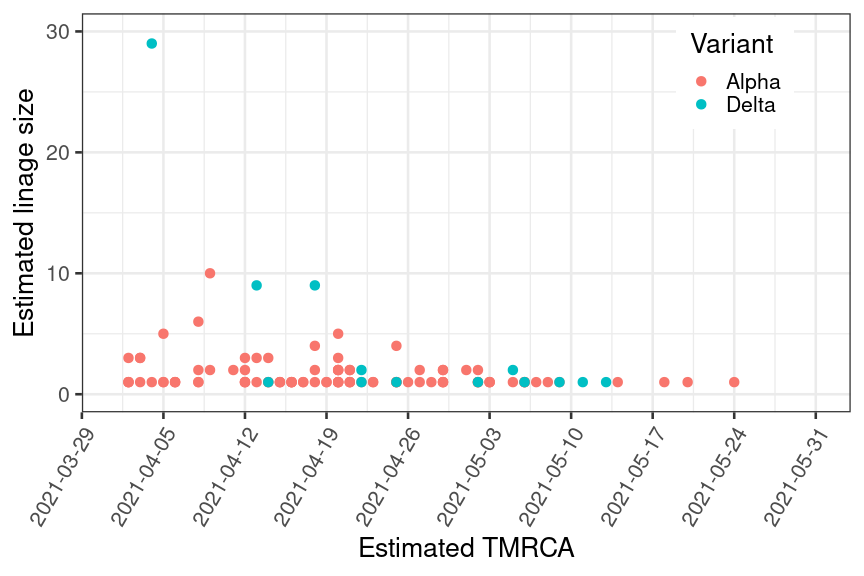 Estimated linage size
30
20
10
0
Variant
Alpha
Delta
2021-03-29
2021-04-05
2021-04-12
2021-04-19
2021-04-26
2021-05-03
2021-05-10
2021-05-17
2021-05-24
2021-05-31
Estimated TMRCA